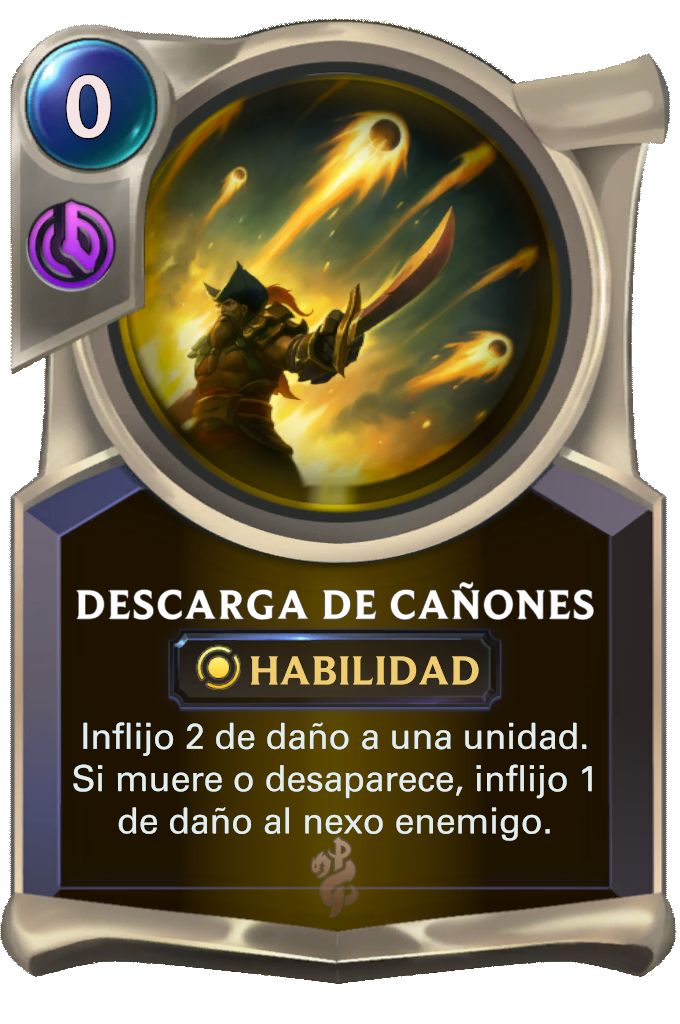 0
DESCARGA DE CAÑONES
HABILIDAD
Inflijo 2 de daño a una unidad.
Si muere o desaparece, inflijo 1
de daño al nexo enemigo.